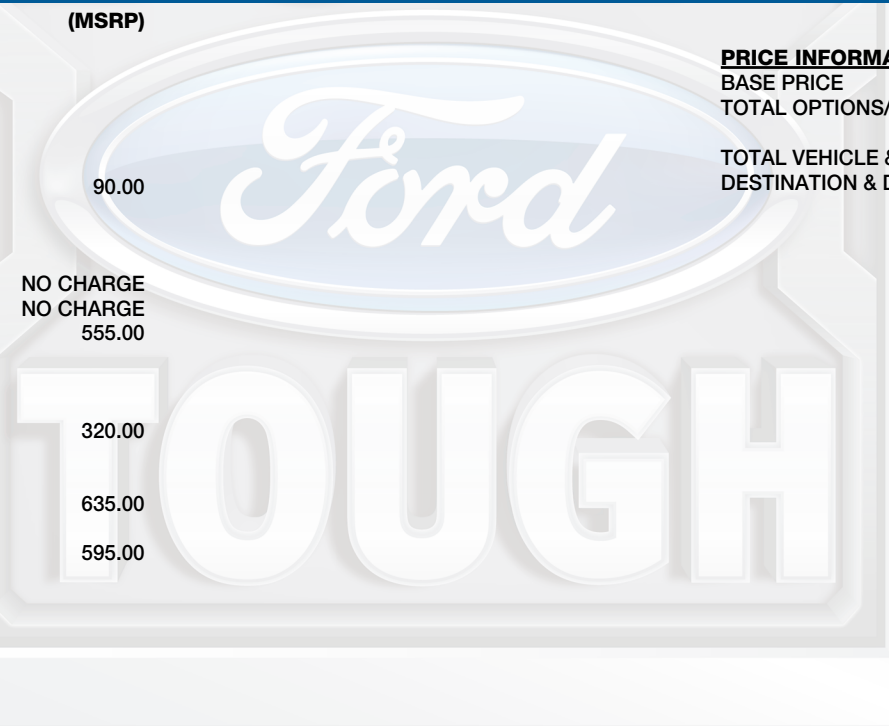 (MSRP)
PRICE INFORMA
BASE PRICE
TOTAL OPTIONS/
TOTAL VEHICLE &
90.00
DESTINATION & D
Ford
NO CHARGE
NO CHARGE
555.00
TOUGH
320.00
635.00
595.00